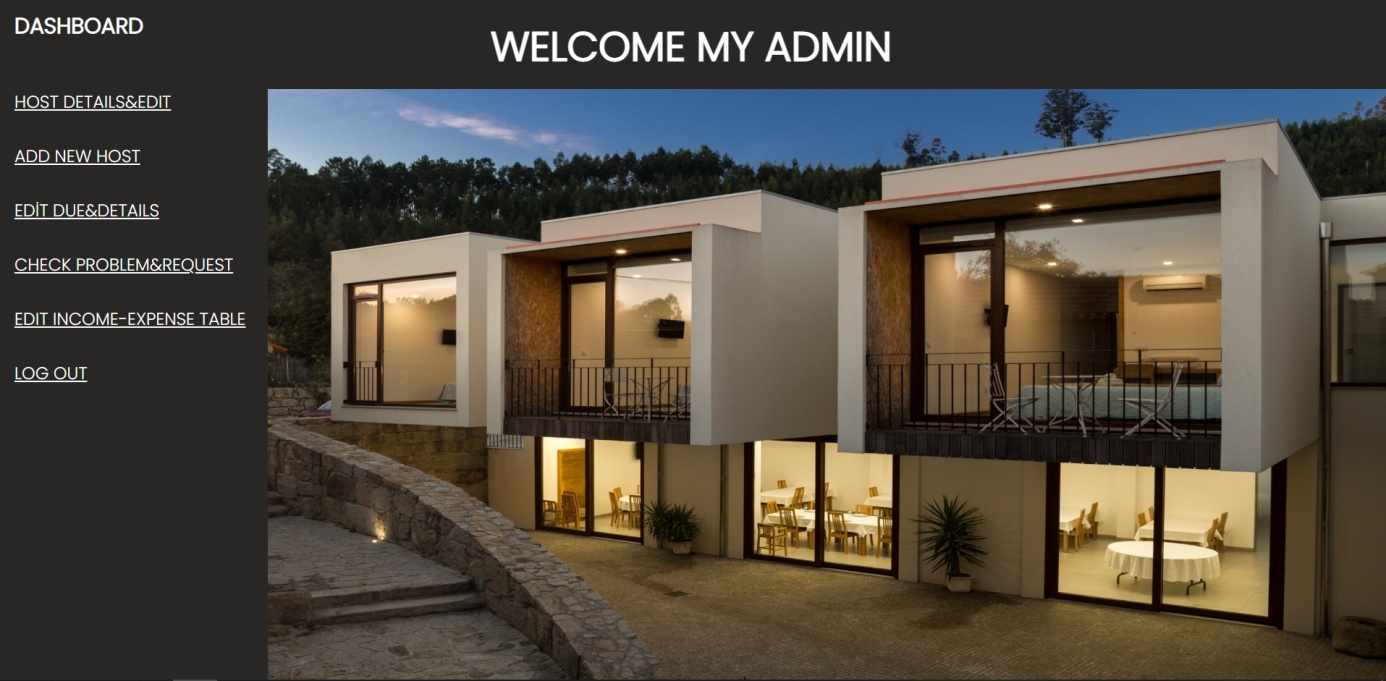 DASHBOARD
WELCOME MY ADMIN
HOST DETAILS&EDIT
ADD NEW HOST
EDİT DUE&DETAILS
CHECK PROBLEM&REQUEST
EDIT INCOME-EXPENSE TABLE
LOG OUT